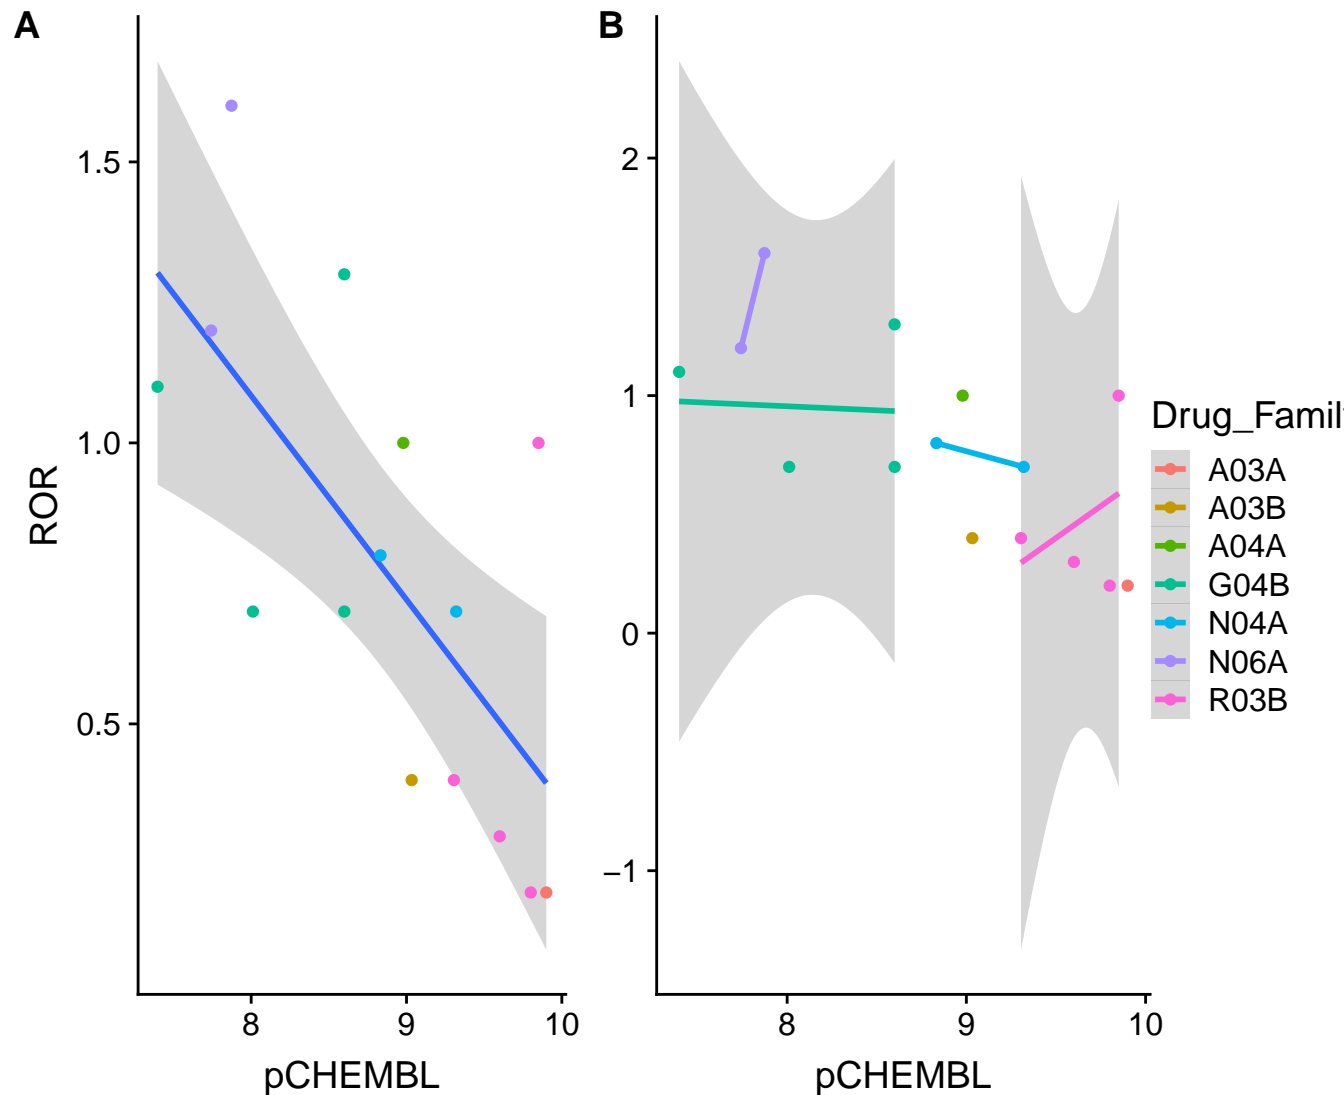 A
B
1.5
1.0
0.5
ROR
8
9
10
pCHEMBL
2
1
0
−1
8
9
10
pCHEMBL
Drug_Famil
A03A
A03B
A04A
G04B
N04A
N06A
R03B